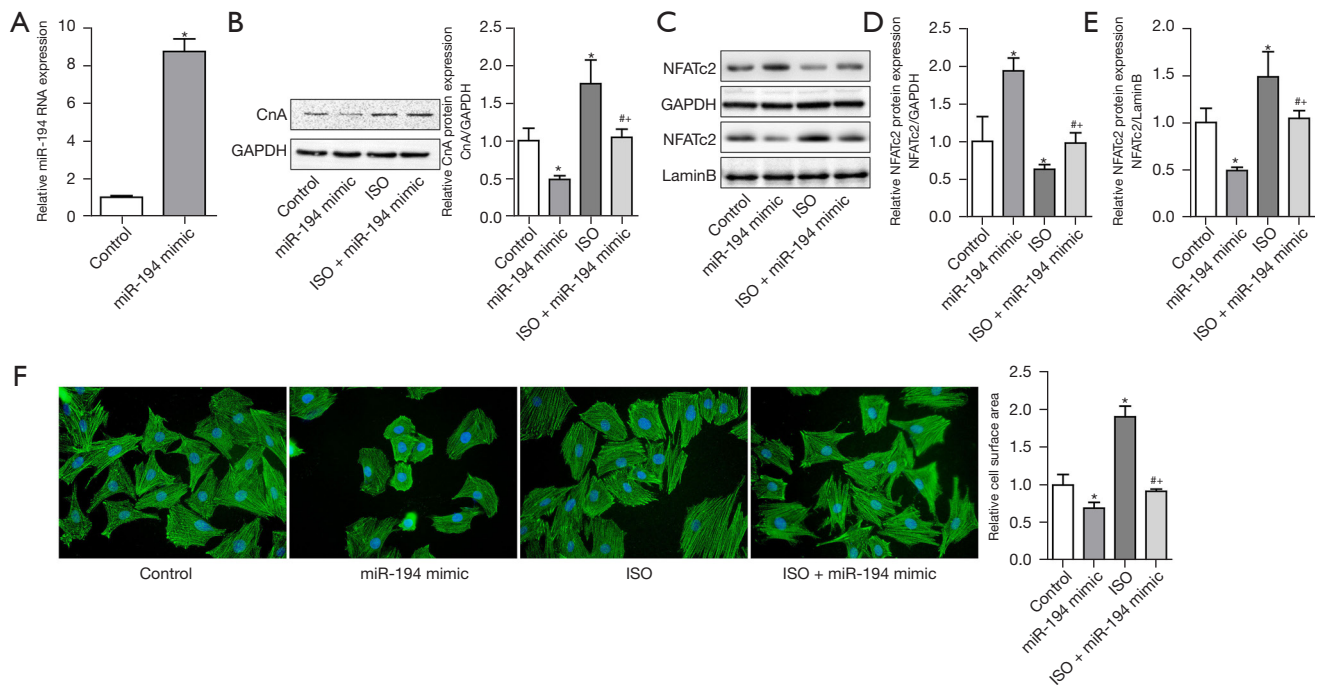 A
Relative miR-194 RNA expression
10
8
6
4
2
0
*
Control
miR-194 mimic
B
CnA
GAPDH
Control
miR-194 mimic
ISO
ISO + miR-194 mimic
Relative CnA protein expression
CnA/GAPDH
2.5
2.0
1.5
1.0
0.5
0.0
*
*
#+
Control
miR-194 mimic
ISO
ISO + miR-194 mimic
C
NFATc2
GAPDH
NFATc2
LaminB
Control
miR-194 mimic
ISO
ISO + miR-194 mimic
D
Relative NFATc2 protein expression
NFATc2/GAPDH
2.5
2.0
1.5
1.0
0.5
0.0
*
*
#+
Control
miR-194 mimic
ISO
ISO + miR-194 mimic
E
Relative NFATc2 protein expression
NFATc2/LaminB
2.0
1.5
1.0
0.5
0.0
*
*
#+
Control
miR-194 mimic
ISO
ISO + miR-194 mimic
F
Control
miR-194 mimic
ISO
ISO + miR-194 mimic
Relative cell surface area
2.5
2.0
1.5
1.0
0.5
0.0
*
*
#+
Control
miR-194 mimic
ISO
ISO + miR-194 mimic